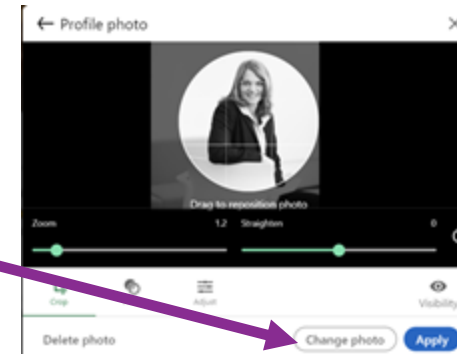 ← Profile photo
Drag to reposition photo
Zoom 1.2 Straighten 0
Crop
Adjust
Visibility
Delete photo
Change photo
Apply